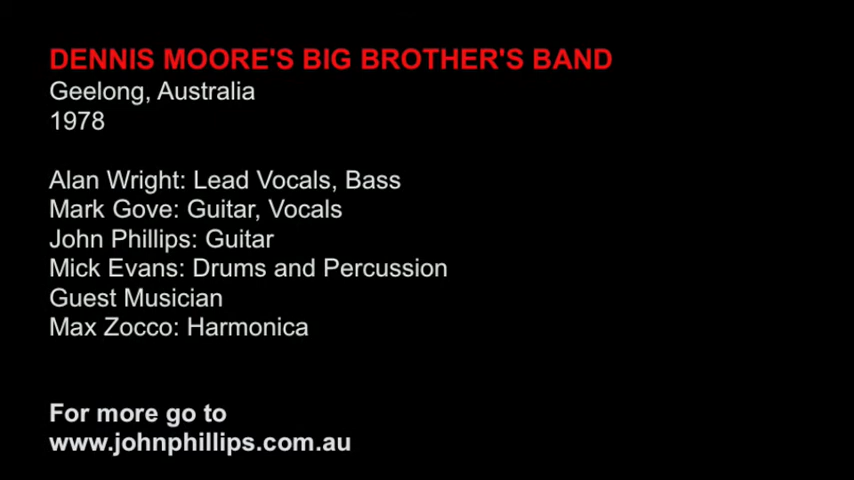 DENNIS MOORE'S BIG BROTHER'S BAND
Geelong, Australia
1978
Alan Wright: Lead Vocals, Bass
Mark Gove: Guitar, Vocals
John Phillips: Guitar
Mick Evans: Drums and Percussion
Guest Musician
Max Zocco: Harmonica
For more go to
www.johnphillips.com.au